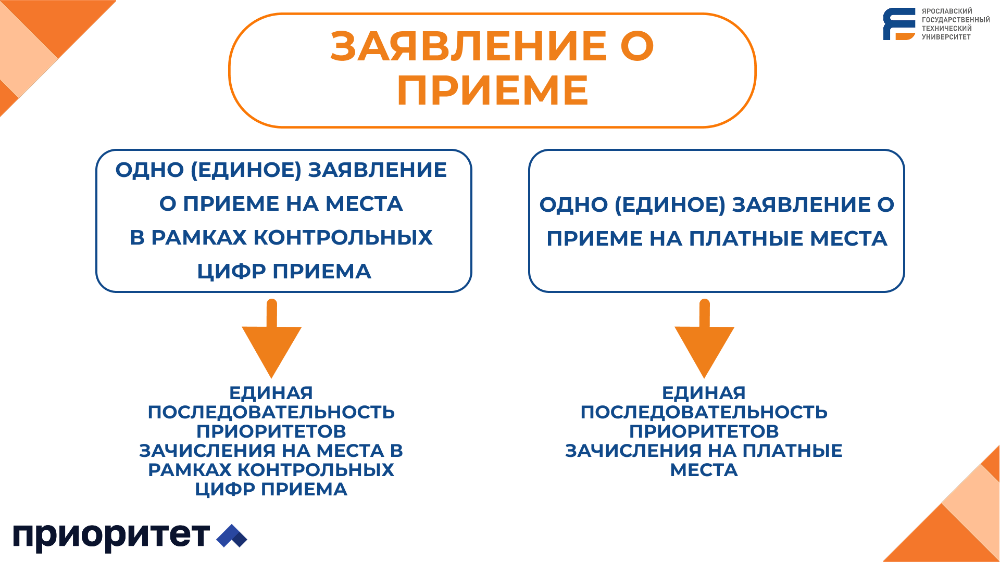 ЯРОСЛАВСКИЙ
ГОСУДАРСТВЕННЫЙ
ТЕХНИЧЕСКИЙ
УНИВЕРСИТЕТ
ЗАЯВЛЕНИЕ О
ПРИЕМЕ
ОДНО (ЕДИНОЕ) ЗАЯВЛЕНИЕ
О ПРИЕМЕ НА МЕСТА
В РАМКАХ КОНТРОЛЬНЫХ
ЦИФР ПРИЕМА
ОДНО (ЕДИНОЕ) ЗАЯВЛЕНИЕ О
ПРИЕМЕ НА ПЛАТНЫЕ МЕСТА
ЕДИНАЯ
ПОСЛЕДОВАТЕЛЬНОСТЬ
ПРИОРИТЕТОВ
ЗАЧИСЛЕНИЯ НА МЕСТА В
РАМКАХ КОНТРОЛЬНЫХ
ЦИФР ПРИЕМА
ЕДИНАЯ
ПОСЛЕДОВАТЕЛЬНОСТЬ
ПРИОРИТЕТОВ
ЗАЧИСЛЕНИЯ НА ПЛАТНЫЕ
МЕСТА
приоритет